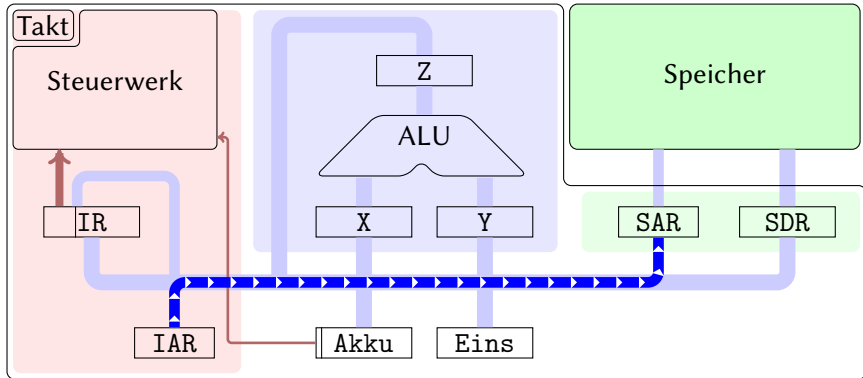 Takt
Steuerwerk
Speicher
Z
ALU
IR
X
Y
SAR
SDR
IAR
Akku
Eins